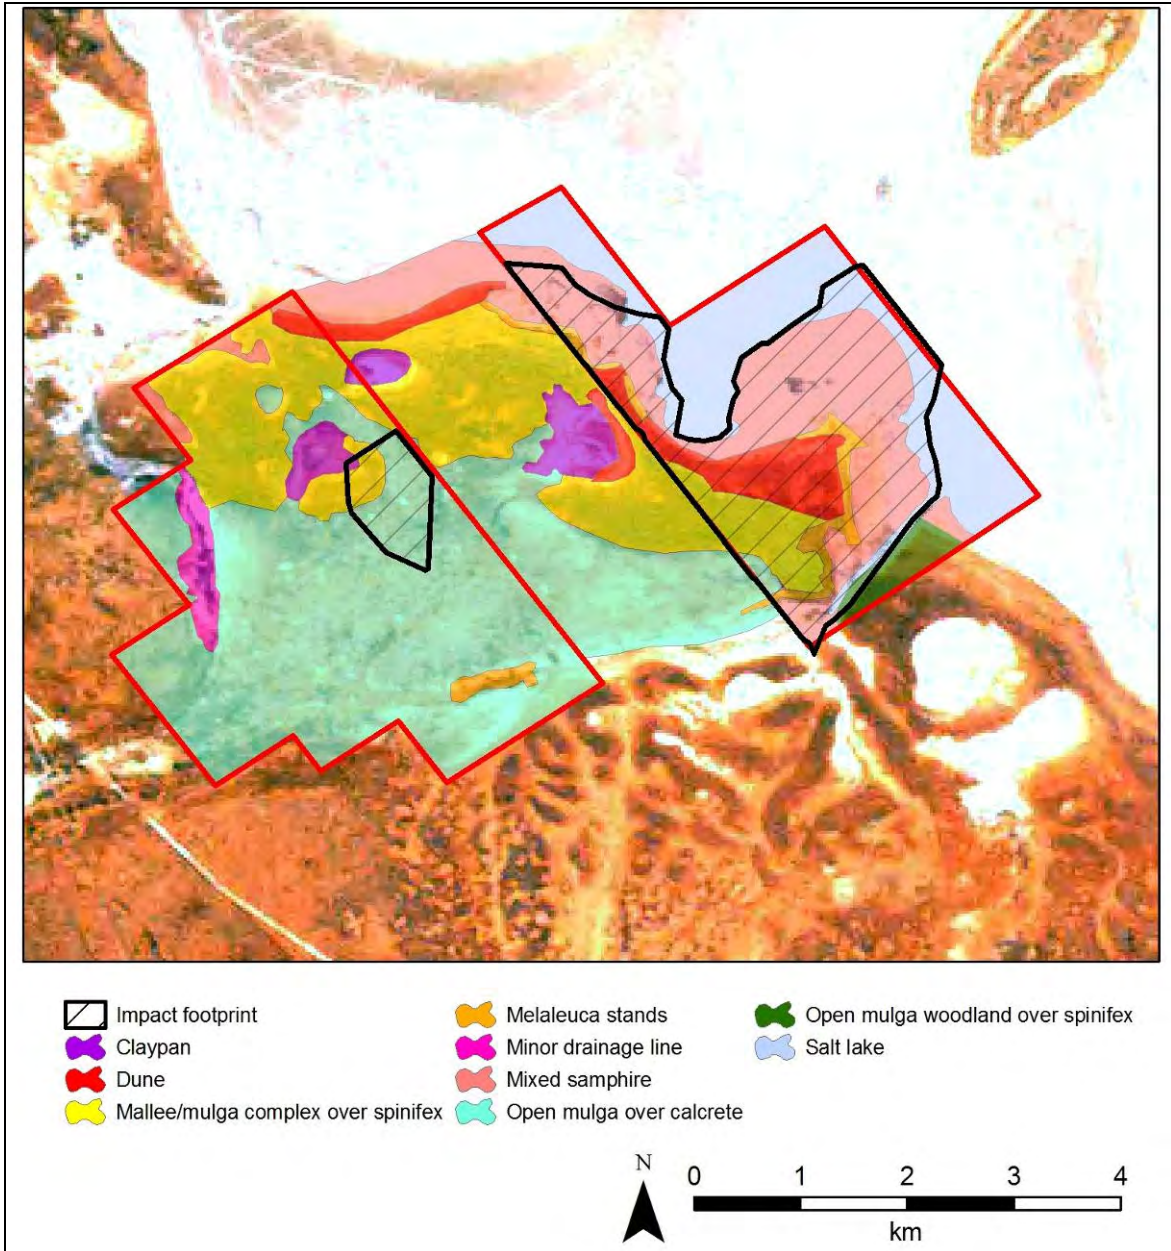 Impact footprint
Claypan
Dune
Mallee/mulga complex over spinifex
Melaleuca stands
Minor drainage line
Mixed samphire
Open mulga over calcrete
Open mulga woodland over spinifex
Salt lake
N
0 1 2 3 4
km